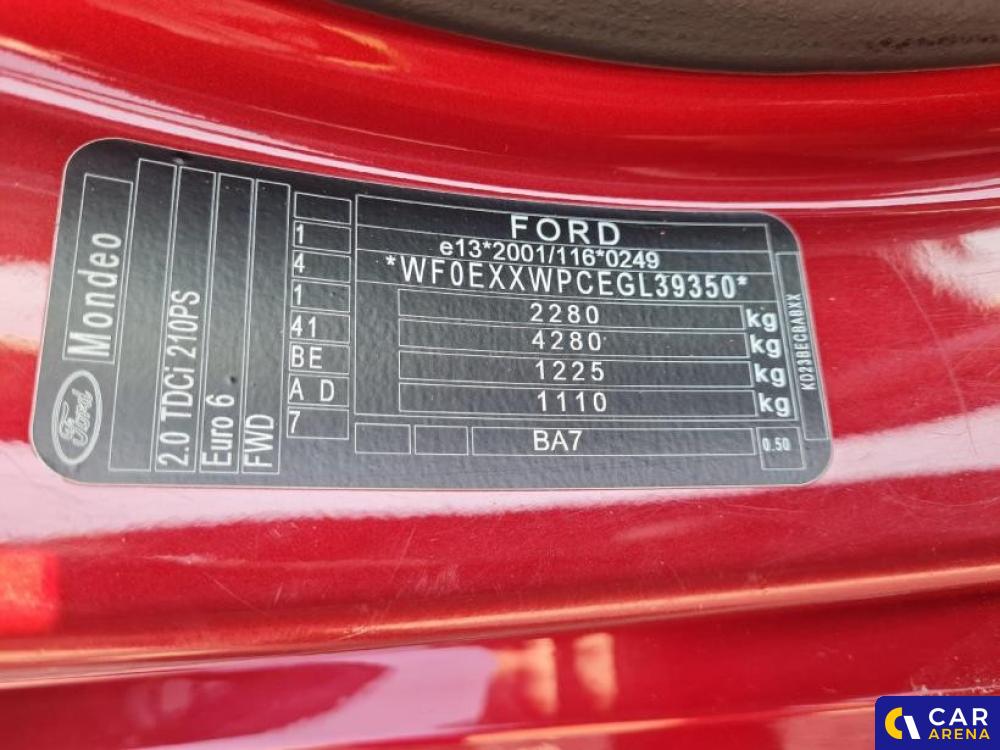 Mondeo
Ford
2.0 TDCi 210PS
Euro 6
FWD
1
4
1
41
BE
A D
7
FORD
e13*2001/116*0249
*WF0EXXWPCEGL39350*
2280 kg
4280 kg
1225 kg
1110 kg
BA7
0.50
KD23BECBABXX
CAR
ARENA